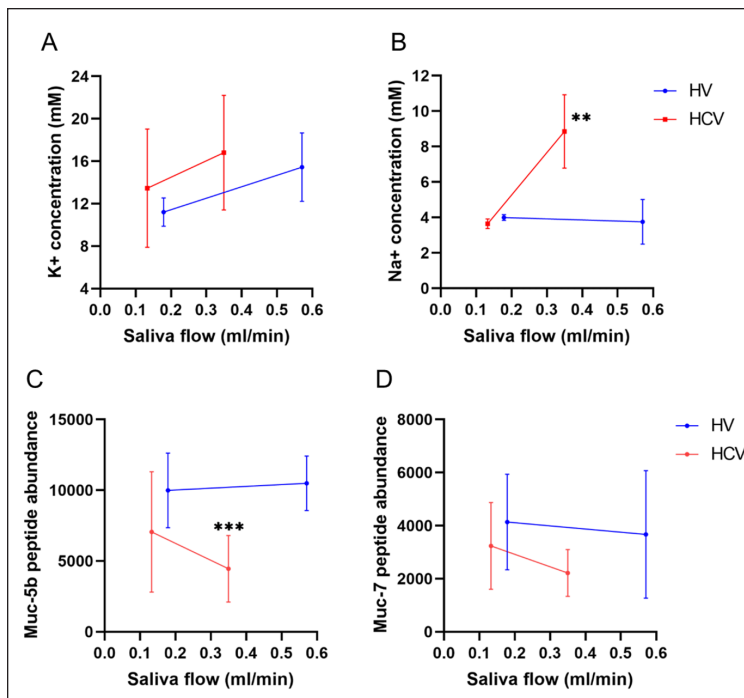 A
K+ concentration (mM)
24
20
16
12
8
4
0.0 0.1 0.2 0.3 0.4 0.5 0.6
Saliva flow (ml/min)
B
Na+ concentration (mM)
12
10
8
6
4
2
0
**
0.0 0.1 0.2 0.3 0.4 0.5 0.6
Saliva flow (ml/min)
HV
HCV
C
Muc-5b peptide abundance
15000
10000
5000
0
***
0.0 0.1 0.2 0.3 0.4 0.5 0.6
Saliva flow (ml/min)
D
Muc-7 peptide abundance
8000
6000
4000
2000
0
0.0 0.1 0.2 0.3 0.4 0.5 0.6
Saliva flow (ml/min)
HV
HCV